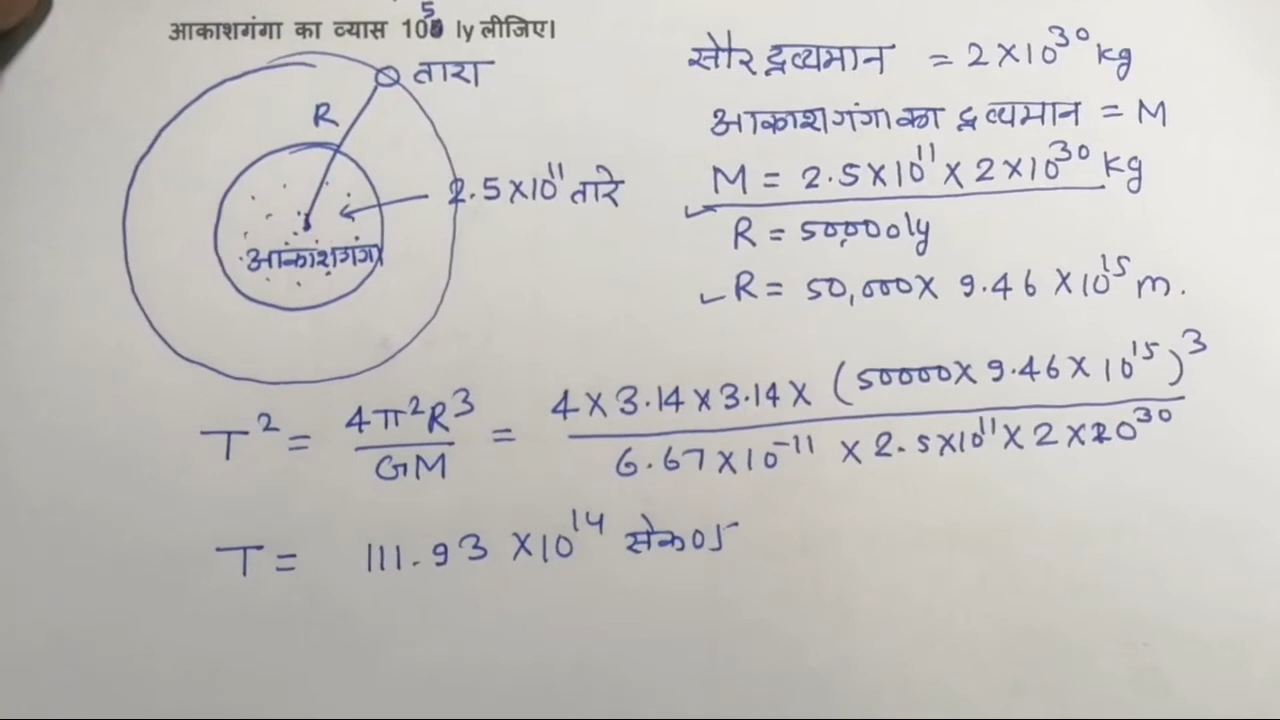 आकाशगंगा का व्यास 10⁵ ly लीजिए।
तारा
R
2.5×10¹¹ तारे
आकाशगंगा
सौर द्रव्यमान = 2×10³⁰ kg
आकाशगंगा का द्रव्यमान = M
M = 2.5×10¹¹ × 2×10³⁰ kg
R = 50,000 ly
R = 50,000× 9.46 ×10¹⁵ m.
T² = 4π²R³/GM = 4×3.14×3.14× (50000× 9.46× 10¹⁵)³ / 6.67×10⁻¹¹ × 2.5×10¹¹×2×10³⁰
T = 111.93 ×10¹⁴ सेकण्ड